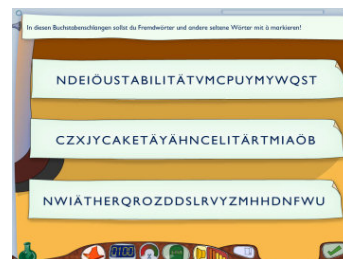 In diesen Buchstabenschlangen sollst du Fremdwörter und andere seltene Wörter mit ä markieren!
NDEIÖUSTABILITÄTVMCPUYMYWQST
CZXJYCAKETÄYÄHNCELITÄRTMIAÖB
NWIÄTHERQROZDDSLRVYZMHHDNFWU